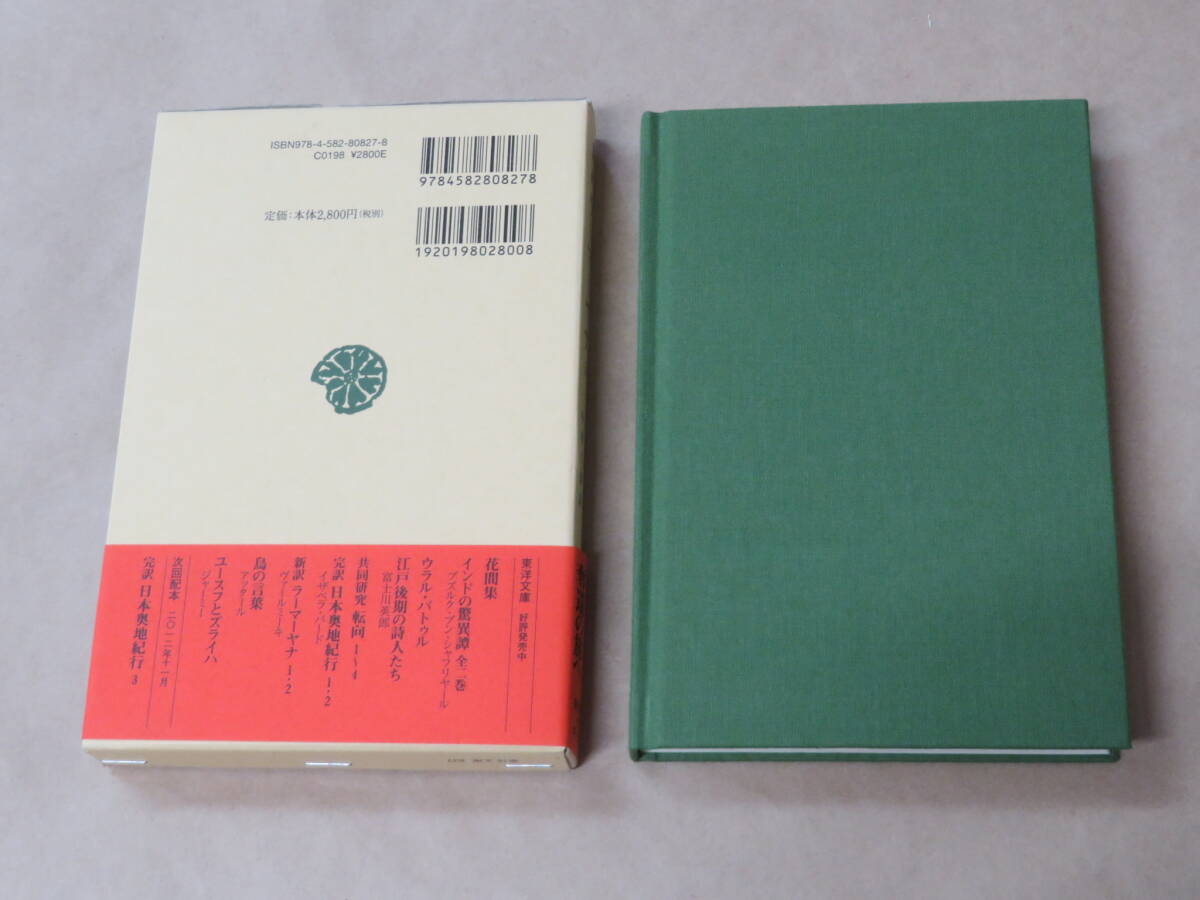 ISBN978-4-582-80827-8
C0198 ¥2800E
9784582808278
定価：本体2,800円（税別）
1920198028008
東洋文庫 好評発売中
花間集
インドの驚異譚 全二巻
ブズルク・ブン・シャフリヤール
ウラル・バトゥル
江戸後期の詩人たち
富士川英郎
共同研究 転向 1〜4
完訳 日本奥地紀行 1・2
イザベラ・バード
新訳 ラーマーヤナ 1・2
ヴァールミーキ
鳥の言葉
アッタール
ユースフとズライハ
ジャーミー
次回配本 二〇一二年十一月
完訳 日本奥地紀行 3